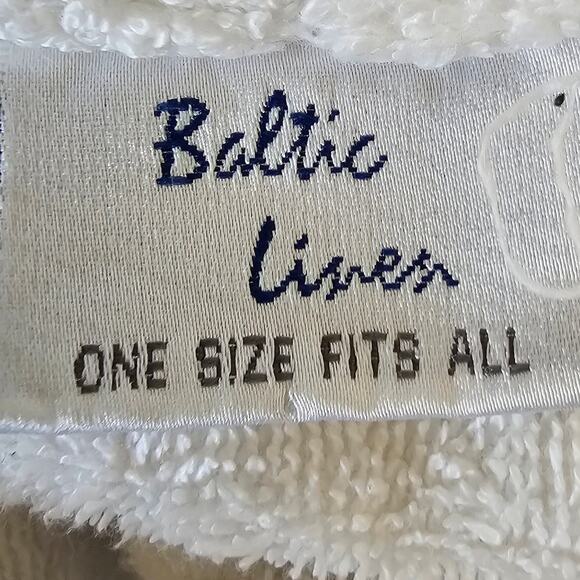 Baltic
Linen
ONE SIZE FITS ALL